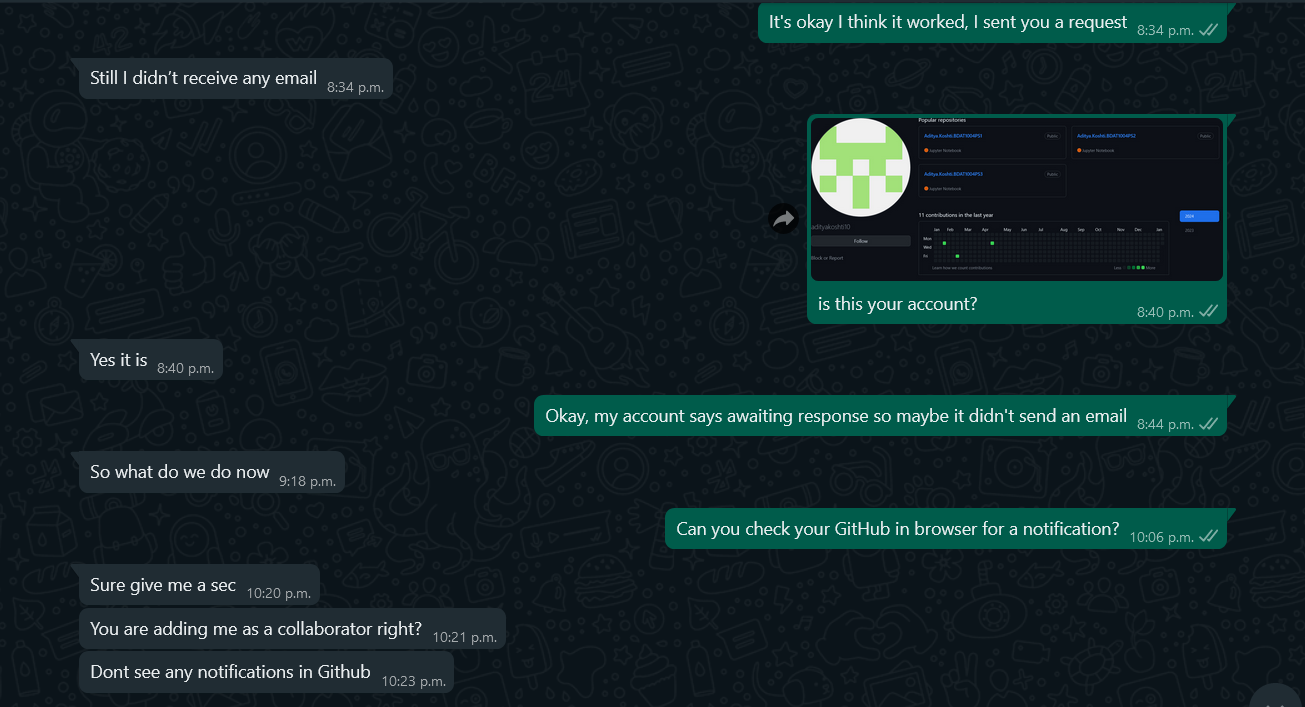 It's okay I think it worked, I sent you a request
8:34 p.m.
Still I didn’t receive any email
8:34 p.m.
Popular repositories
Aditya.Koshti.BDAT1004PS1
Public
Jupyter Notebook
Aditya.Koshti.BDAT1004PS2
Public
Jupyter Notebook
Aditya.Koshti.BDAT1004PS3
Public
Jupyter Notebook
adityakoshti10
Follow
Block or Report
11 contributions in the last year
2024
2023
Jan Feb Mar Apr May Jun Jul Aug Sep Oct Nov Dec Jan
Mon
Wed
Fri
Learn how we count contributions
Less More
is this your account?
8:40 p.m.
Yes it is
8:40 p.m.
Okay, my account says awaiting response so maybe it didn't send an email
8:44 p.m.
So what do we do now
9:18 p.m.
Can you check your GitHub in browser for a notification?
10:06 p.m.
Sure give me a sec
10:20 p.m.
You are adding me as a collaborator right?
10:21 p.m.
Dont see any notifications in Github
10:23 p.m.